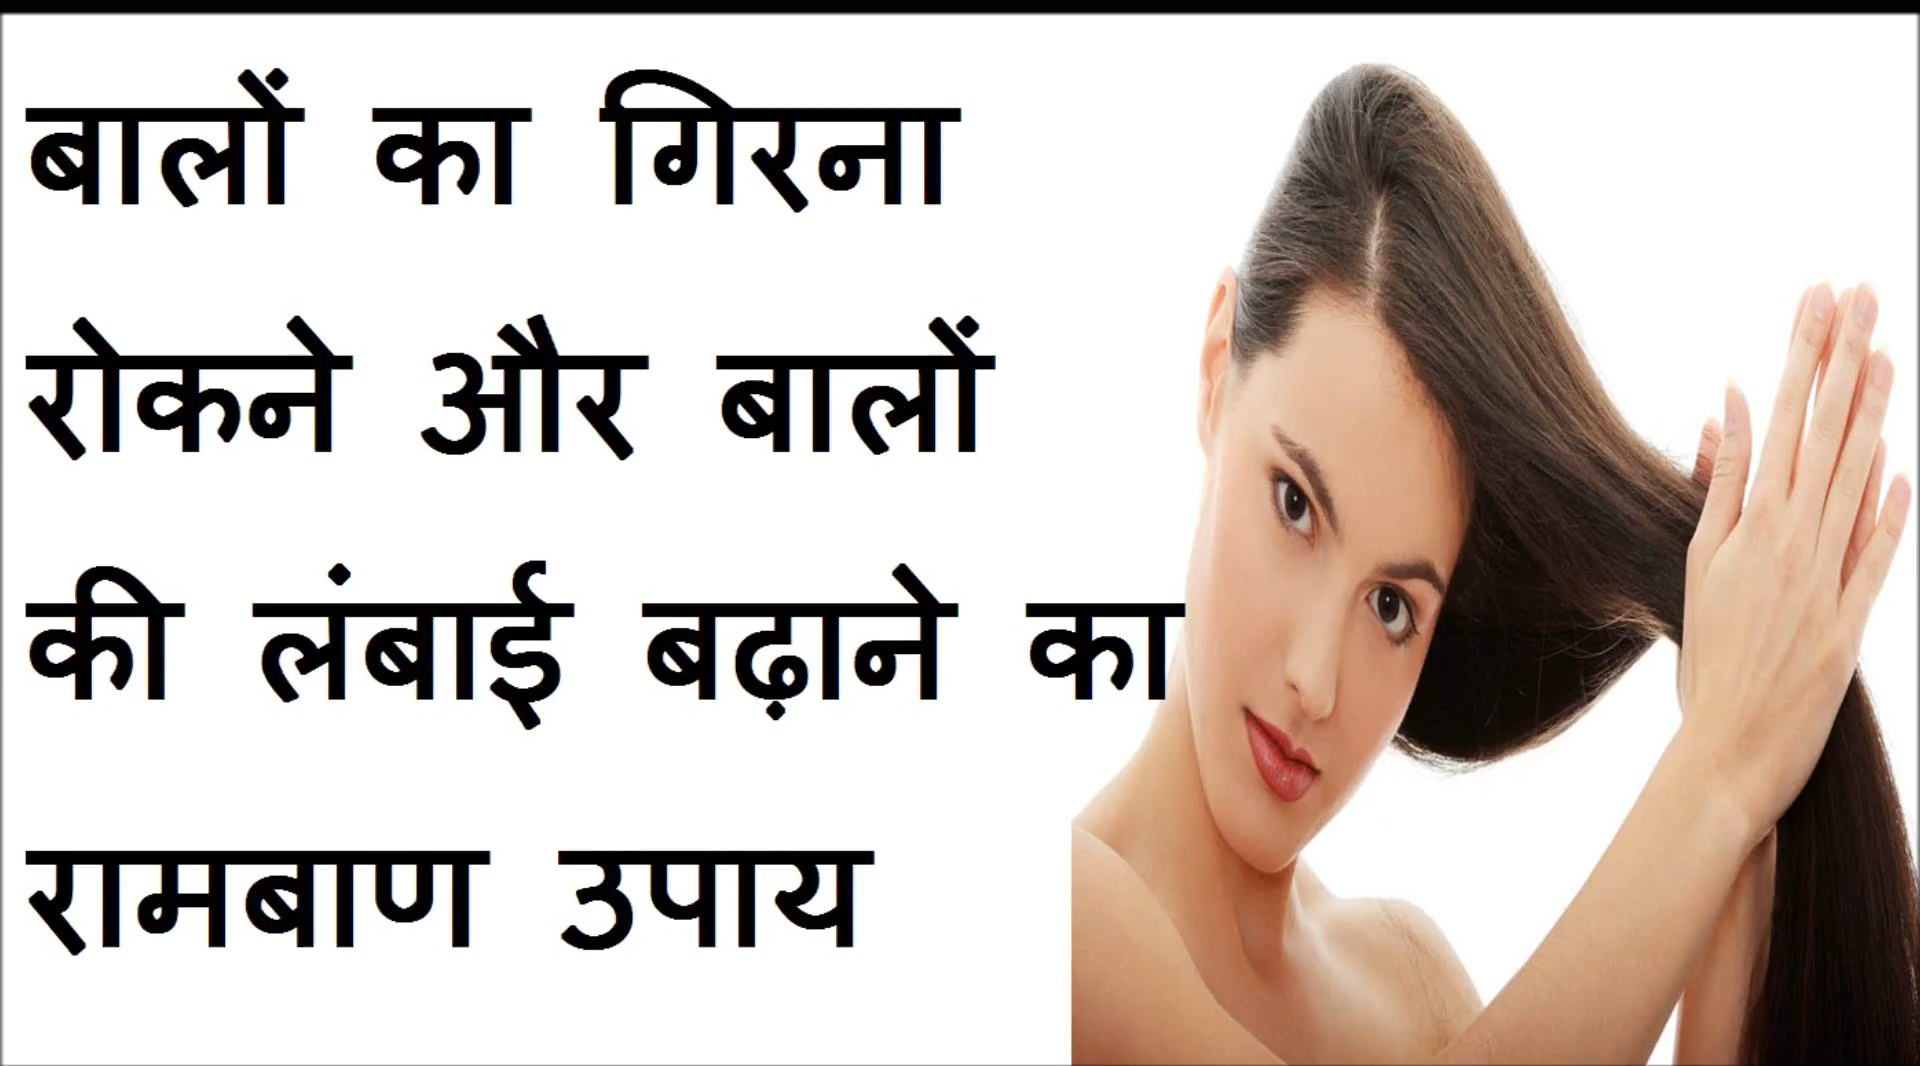 बालों का गिरना
रोकने और बालों
की लंबाई बढ़ाने का
रामबाण उपाय